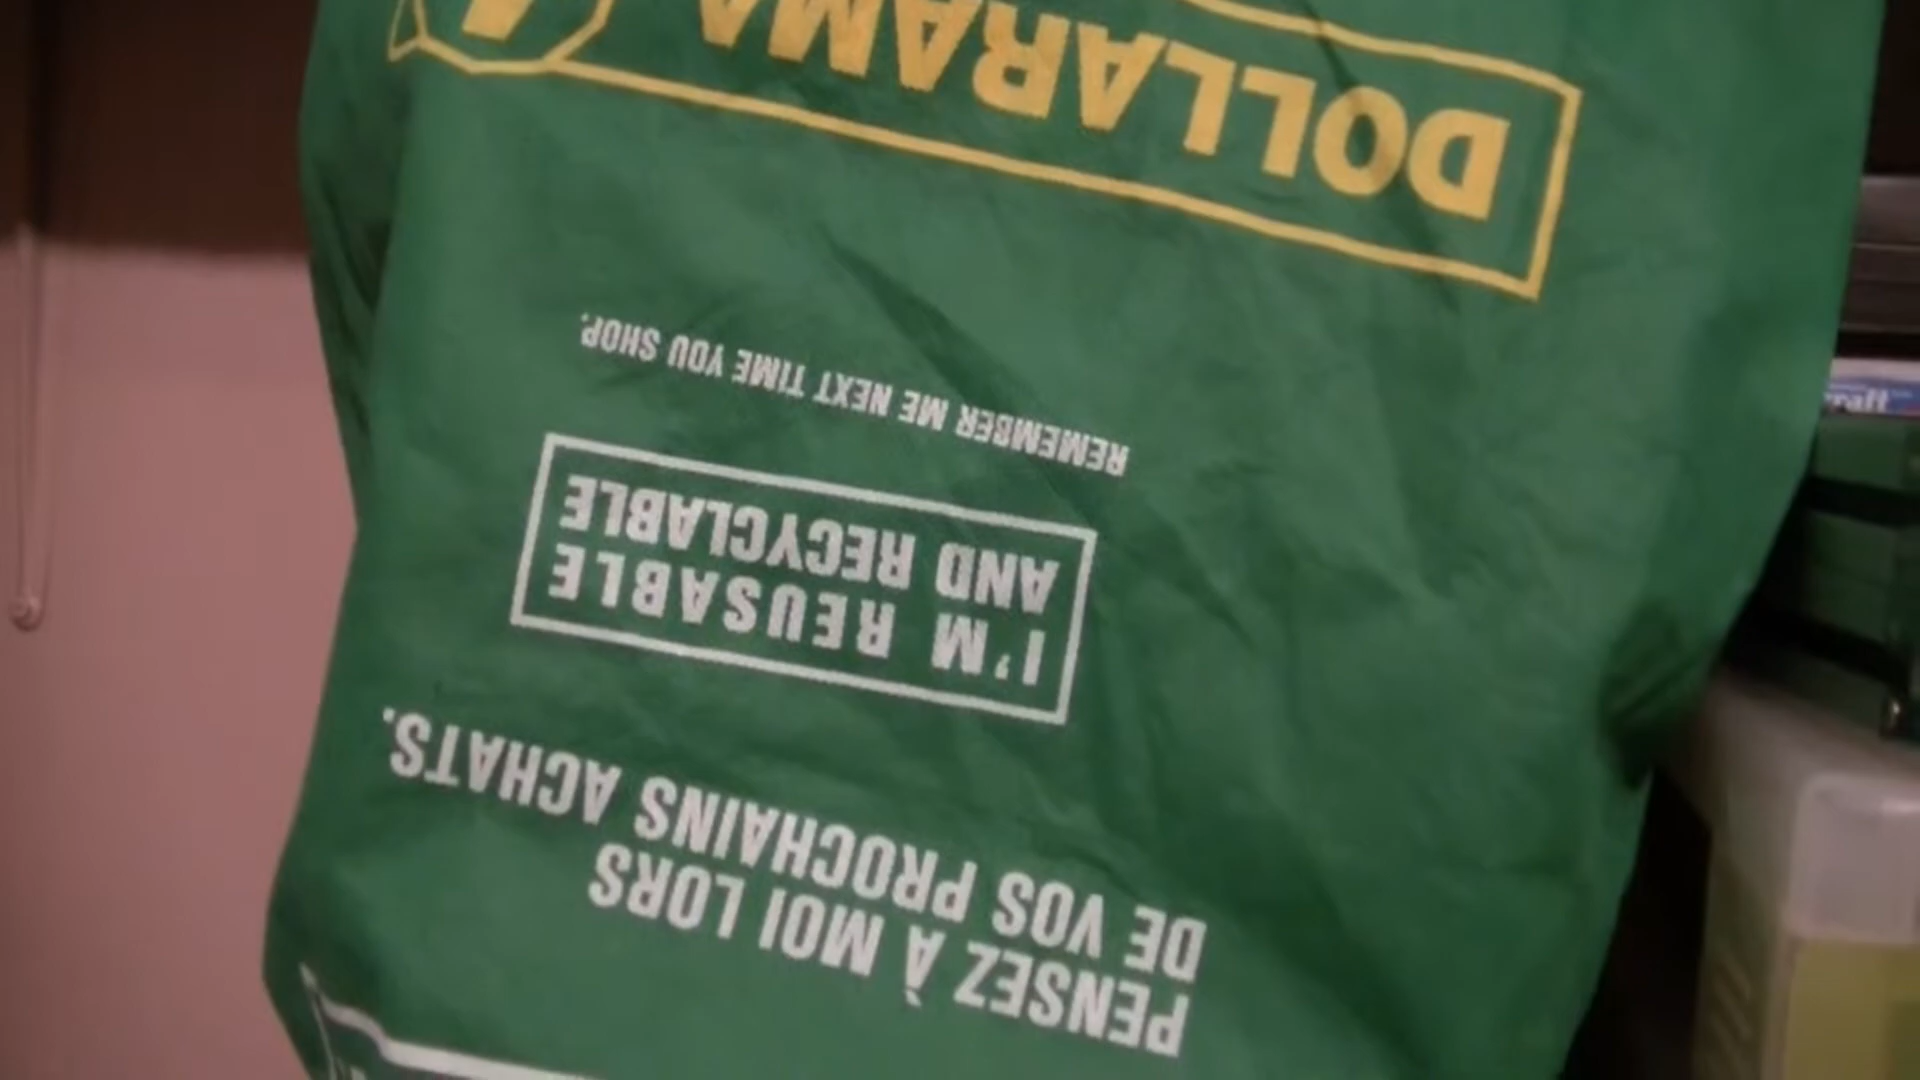 PENSEZ À MOI LORS
DE VOS PROCHAINS ACHATS.
I'M REUSABLE
AND RECYCLABLE
REMEMBER ME NEXT TIME YOU SHOP.
DOLLARAMA